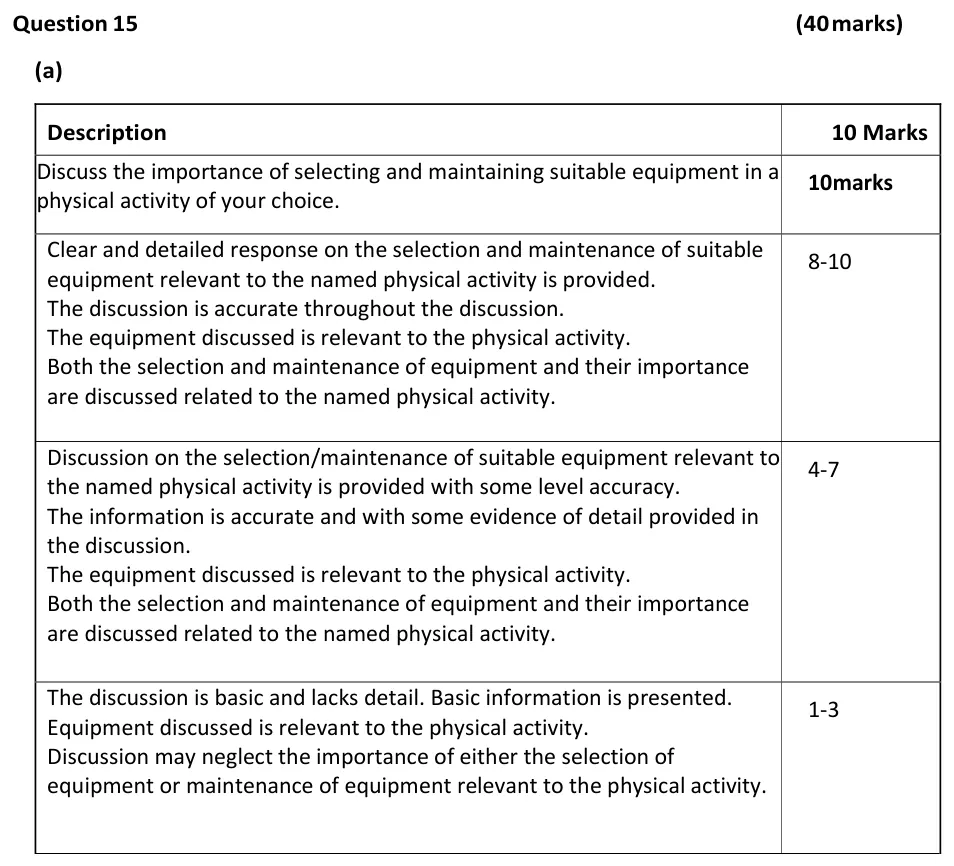 Question 15 (40 marks)
(a)
Description 10 Marks
Discuss the importance of selecting and maintaining suitable equipment in a
physical activity of your choice.
10marks
Clear and detailed response on the selection and maintenance of suitable
equipment relevant to the named physical activity is provided.
The discussion is accurate throughout the discussion.
The equipment discussed is relevant to the physical activity.
Both the selection and maintenance of equipment and their importance
are discussed related to the named physical activity.
8-10
Discussion on the selection/maintenance of suitable equipment relevant to
the named physical activity is provided with some level accuracy.
The information is accurate and with some evidence of detail provided in
the discussion.
The equipment discussed is relevant to the physical activity.
Both the selection and maintenance of equipment and their importance
are discussed related to the named physical activity.
4-7
The discussion is basic and lacks detail. Basic information is presented.
Equipment discussed is relevant to the physical activity.
Discussion may neglect the importance of either the selection of
equipment or maintenance of equipment relevant to the physical activity.
1-3